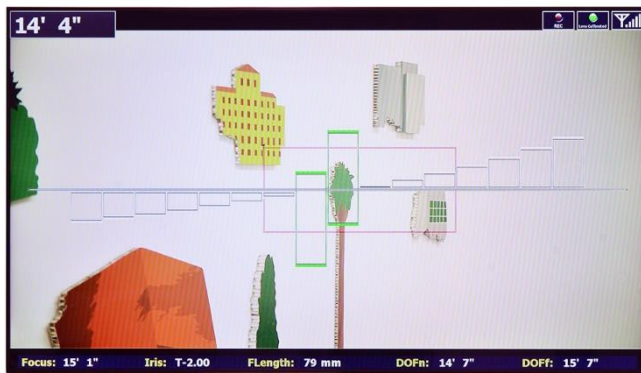 14' 4"
REC
Lens Calibrated
Focus: 15' 1" Iris: T-2.00 FLength: 79 mm DOFn: 14' 7" DOFf: 15' 7"